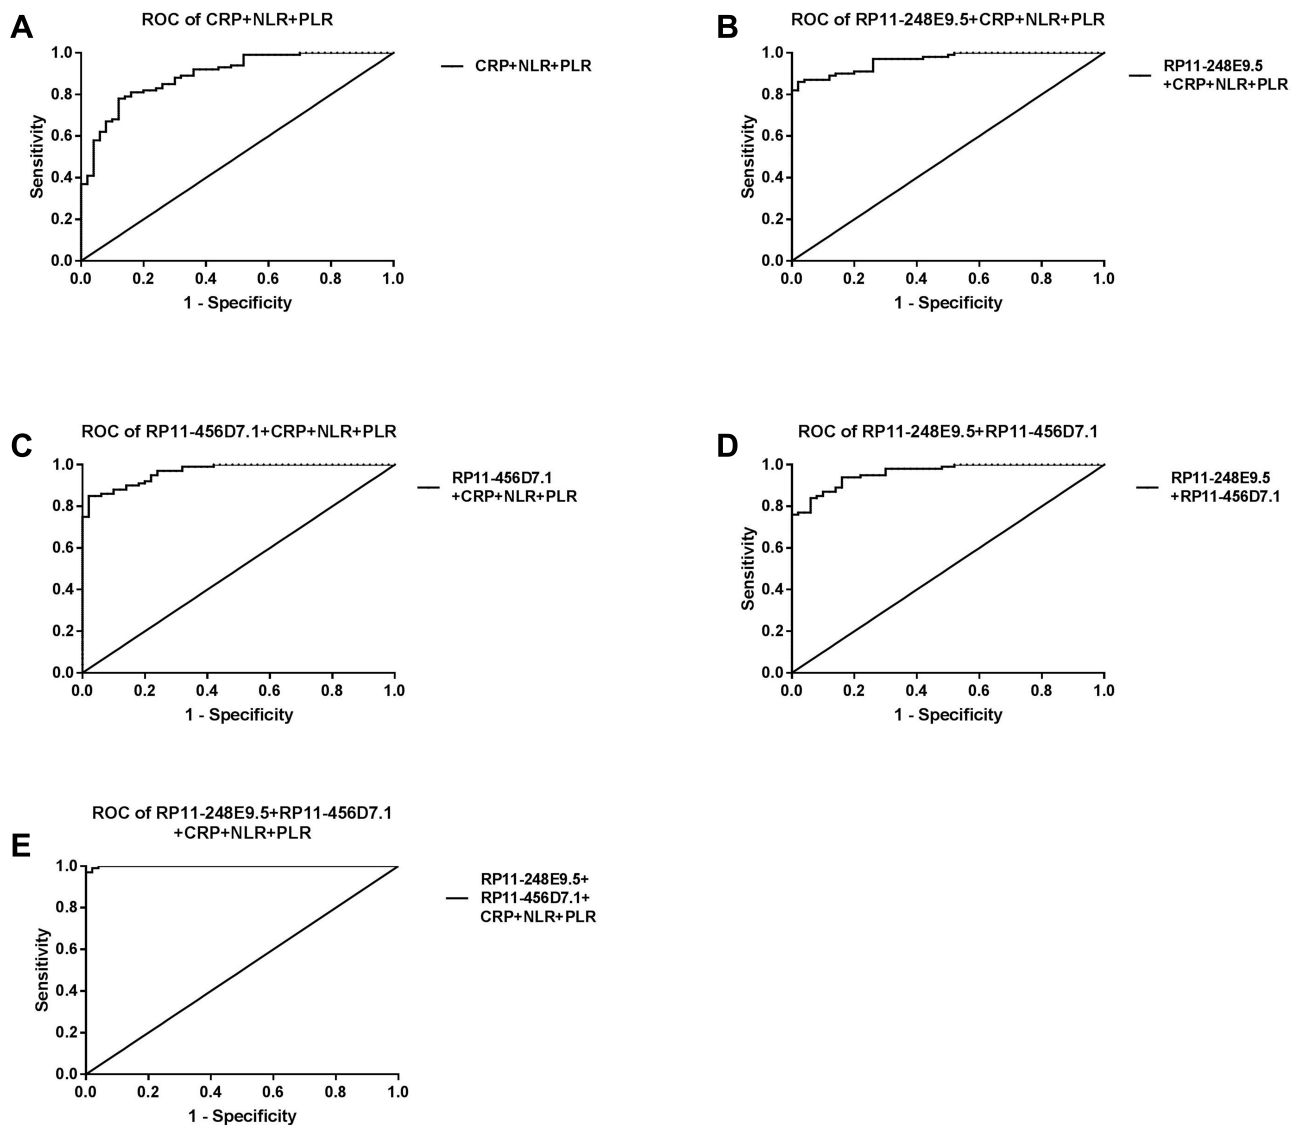 A
ROC of CRP+NLR+PLR
1.0
0.8
0.6
0.4
0.2
0.0
Sensitivity
0.0 0.2 0.4 0.6 0.8 1.0
1 - Specificity
CRP+NLR+PLR
B
ROC of RP11-248E9.5+CRP+NLR+PLR
1.0
0.8
0.6
0.4
0.2
0.0
Sensitivity
0.0 0.2 0.4 0.6 0.8 1.0
1 - Specificity
RP11-248E9.5
+CRP+NLR+PLR
C
ROC of RP11-456D7.1+CRP+NLR+PLR
1.0
0.8
0.6
0.4
0.2
0.0
Sensitivity
0.0 0.2 0.4 0.6 0.8 1.0
1 - Specificity
RP11-456D7.1
+CRP+NLR+PLR
D
ROC of RP11-248E9.5+RP11-456D7.1
1.0
0.8
0.6
0.4
0.2
0.0
Sensitivity
0.0 0.2 0.4 0.6 0.8 1.0
1 - Specificity
RP11-248E9.5
+RP11-456D7.1
E
ROC of RP11-248E9.5+RP11-456D7.1
+CRP+NLR+PLR
1.0
0.8
0.6
0.4
0.2
0.0
Sensitivity
0.0 0.2 0.4 0.6 0.8 1.0
1 - Specificity
RP11-248E9.5+
RP11-456D7.1+
CRP+NLR+PLR